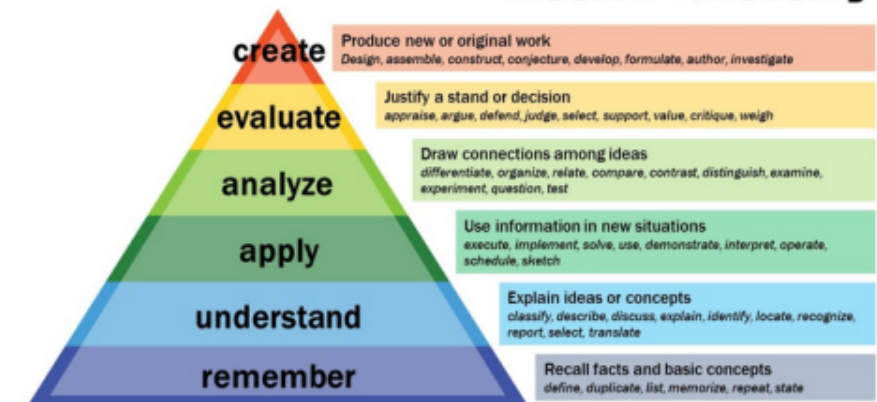 create
Produce new or original work
Design, assemble, construct, conjecture, develop, formulate, author, investigate
evaluate
Justify a stand or decision
appraise, argue, defend, judge, select, support, value, critique, weigh
analyze
Draw connections among ideas
differentiate, organize, relate, compare, contrast, distinguish, examine,
experiment, question, test
apply
Use information in new situations
execute, implement, solve, use, demonstrate, interpret, operate,
schedule, sketch
understand
Explain ideas or concepts
classify, describe, discuss, explain, identify, locate, recognize,
report, select, translate
remember
Recall facts and basic concepts
define, duplicate, list, memorize, repeat, state